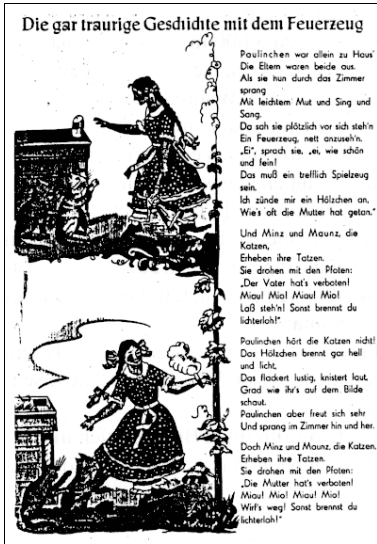 Die gar traurige Geschichte mit dem Feuerzeug
Paulinchen war allein zu Haus'
Die Eltern waren beide aus.
Als sie nun durch das Zimmer
sprang
Mit leichtem Mut und Sing und
Sang.
Da sah sie plötzlich vor sich steh'n
Ein Feuerzeug, nett anzuseh'n.
„Ei", sprach sie, „ei, wie schön
und fein!
Das muß ein trefflich Spielzeug
sein.
Ich zünde mir ein Hölzchen an,
Wie's oft die Mutter hat getan."
Und Minz und Maunz, die
Katzen,
Erheben ihre Tatzen.
Sie drohen mit den Pfoten:
„Der Vater hat's verboten!
Miau! Mio! Miau! Mio!
Laß steh'n! Sonst brennst du
lichterloh!"
Paulinchen hört die Katzen nicht!
Das Hölzchen brennt gar hell
und licht,
Das flackert lustig, knistert laut,
Grad wie ihr's auf dem Bilde
schaut.
Paulinchen aber freut sich sehr
Und sprang im Zimmer hin und her.
Doch Minz und Maunz, die Katzen,
Erheben ihre Tatzen.
Sie drohen mit den Pfoten:
„Die Mutter hat's verboten!
Miau! Mio! Miau! Mio!
Wirf's weg! Sonst brennst du
lichterloh!"